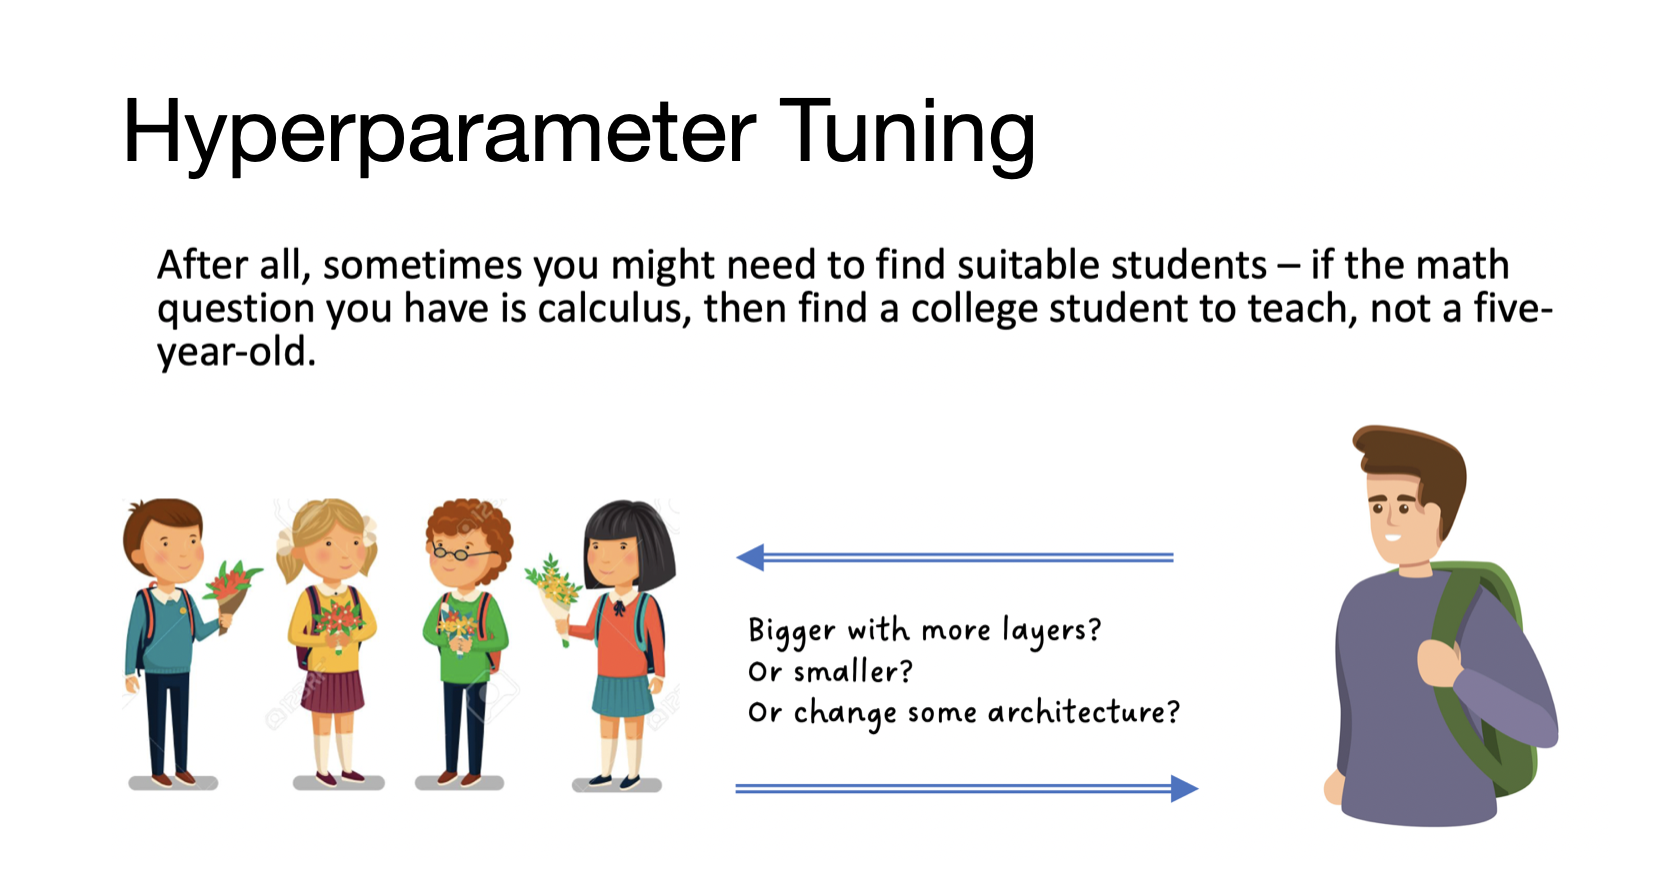 Hyperparameter Tuning
After all, sometimes you might need to find suitable students – if the math
question you have is calculus, then find a college student to teach, not a five-
year-old.
Bigger with more layers?
Or smaller?
Or change some architecture?